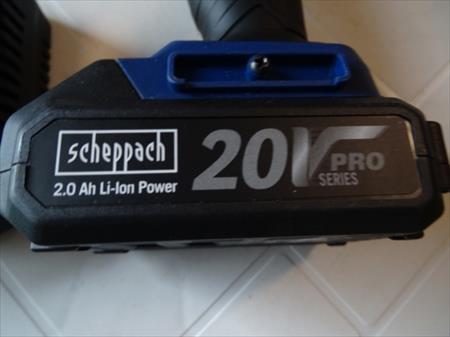 scheppach
2.0 Ah Li-Ion Power
20V PRO
SERIES